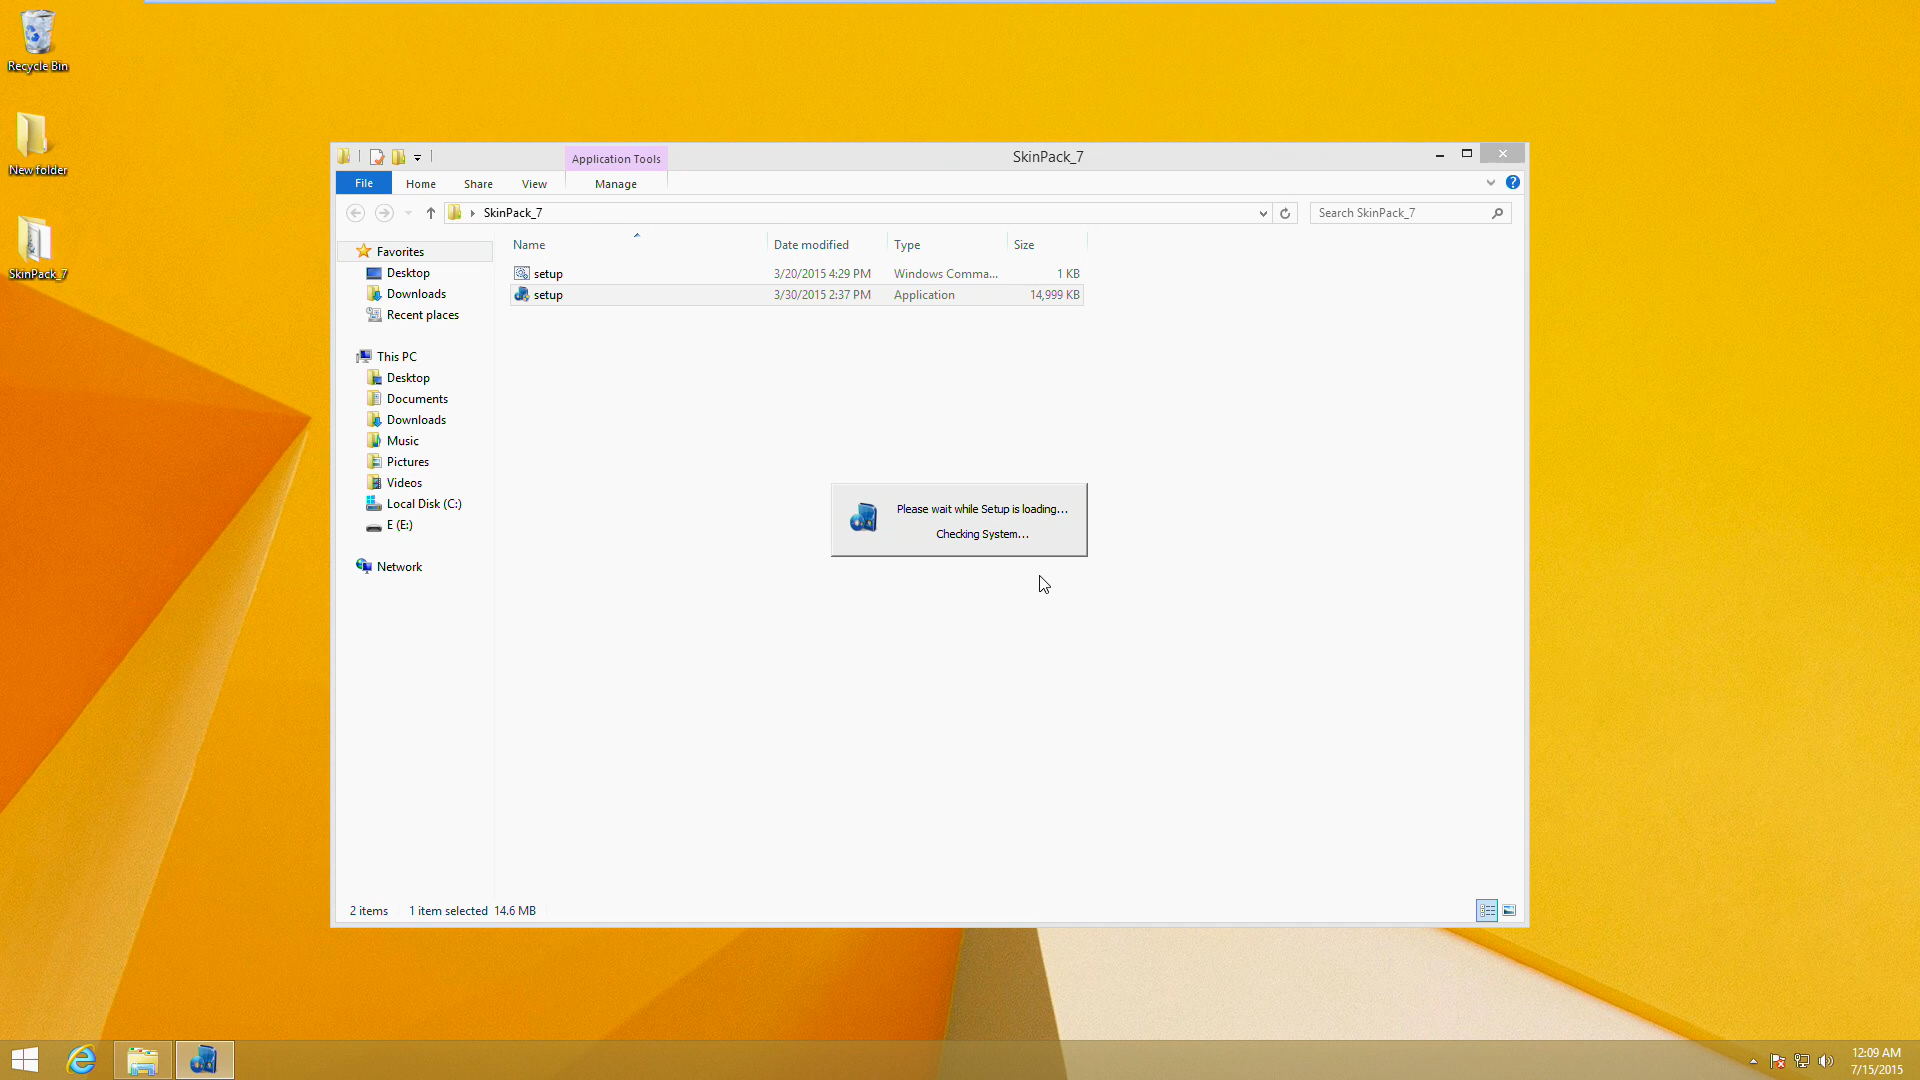 Recycle Bin
New folder
SkinPack_7
Application Tools
SkinPack_7
File
Home
Share
View
Manage
SkinPack_7
Search SkinPack_7
Name
Date modified
Type
Size
setup
3/20/2015 4:29 PM
Windows Comma...
1 KB
setup
3/30/2015 2:37 PM
Application
14,999 KB
Favorites
Desktop
Downloads
Recent places
This PC
Desktop
Documents
Downloads
Music
Pictures
Videos
Local Disk (C:)
E (E:)
Network
Please wait while Setup is loading...
Checking System...
2 items
1 item selected 14.6 MB
12:09 AM
7/15/2015